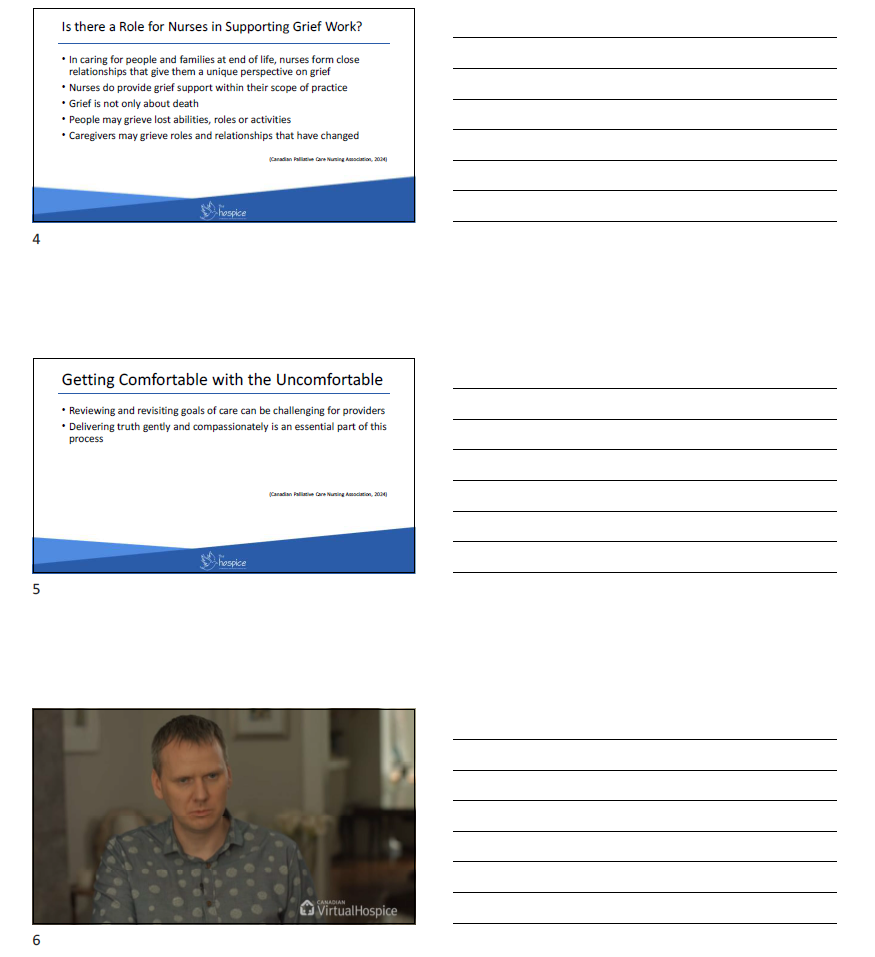 Is there a Role for Nurses in Supporting Grief Work?
• In caring for people and families at end of life, nurses form close
relationships that give them a unique perspective on grief
• Nurses do provide grief support within their scope of practice
• Grief is not only about death
• People may grieve lost abilities, roles or activities
• Caregivers may grieve roles and relationships that have changed
(Canadian Palliative Care Nursing Association, 2024)
the
hospice
4
Getting Comfortable with the Uncomfortable
• Reviewing and revisiting goals of care can be challenging for providers
• Delivering truth gently and compassionately is an essential part of this
process
(Canadian Palliative Care Nursing Association, 2024)
the
hospice
5
CANADIAN
VirtualHospice
6